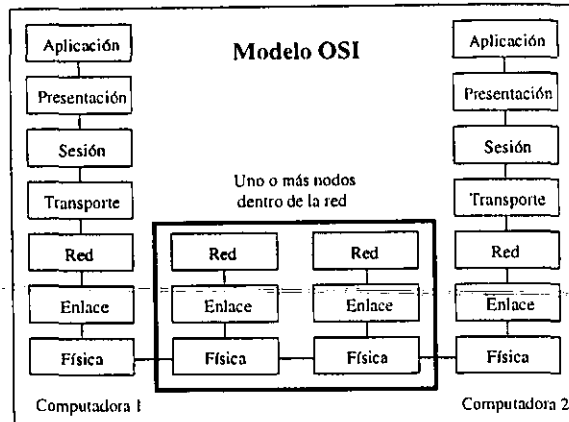 Modelo OSI
Aplicación
Presentación
Sesión
Transporte
Red
Enlace
Física
Computadora 1
Uno o más nodos
dentro de la red
Red
Enlace
Física
Red
Enlace
Física
Aplicación
Presentación
Sesión
Transporte
Red
Enlace
Física
Computadora 2